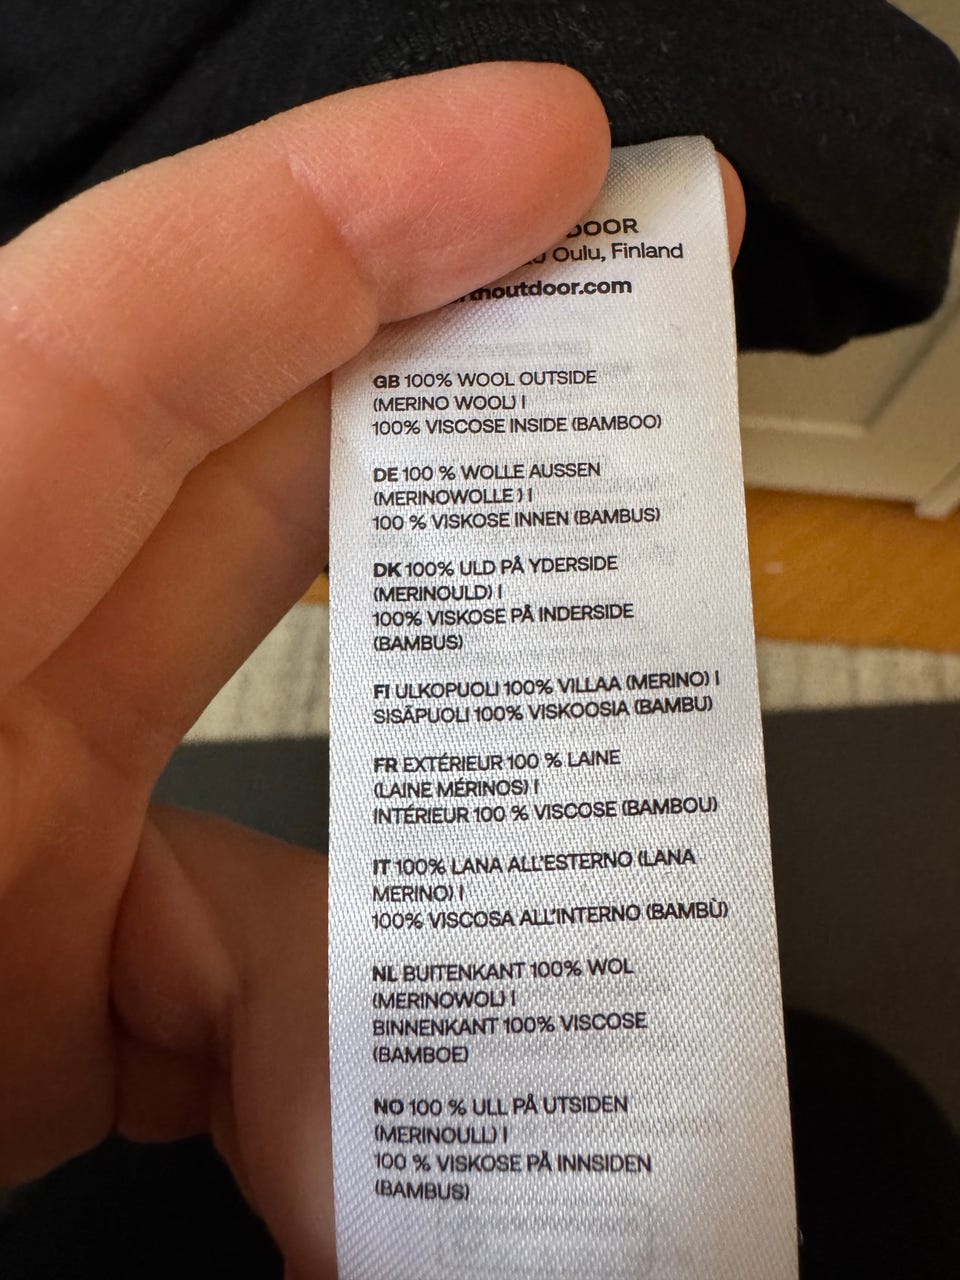 Oulu, Finland
GB 100% WOOL OUTSIDE
(MERINO WOOL) |
100% VISCOSE INSIDE (BAMBOO)
DE 100 % WOLLE AUSSEN
(MERINOWOLLE ) |
100 % VISKOSE INNEN (BAMBUS)
DK 100% ULD PÅ YDERSIDE
(MERINOULD) |
100% VISKOSE PÅ INDERSIDE
(BAMBUS)
FI ULKOPUOLI 100% VILLAA (MERINO) |
SISÄPUOLI 100% VISKOOSIA (BAMBU)
FR EXTÉRIEUR 100 % LAINE
(LAINE MÉRINOS) |
INTÉRIEUR 100 % VISCOSE (BAMBOU)
IT 100% LANA ALL'ESTERNO (LANA
MERINO) |
100% VISCOSA ALL'INTERNO (BAMBÙ)
NL BUITENKANT 100% WOL
(MERINOWOL) |
BINNENKANT 100% VISCOSE
(BAMBOE)
NO 100 % ULL PÅ UTSIDEN
(MERINOULL) |
100 % VISKOSE PÅ INNSIDEN
(BAMBUS)